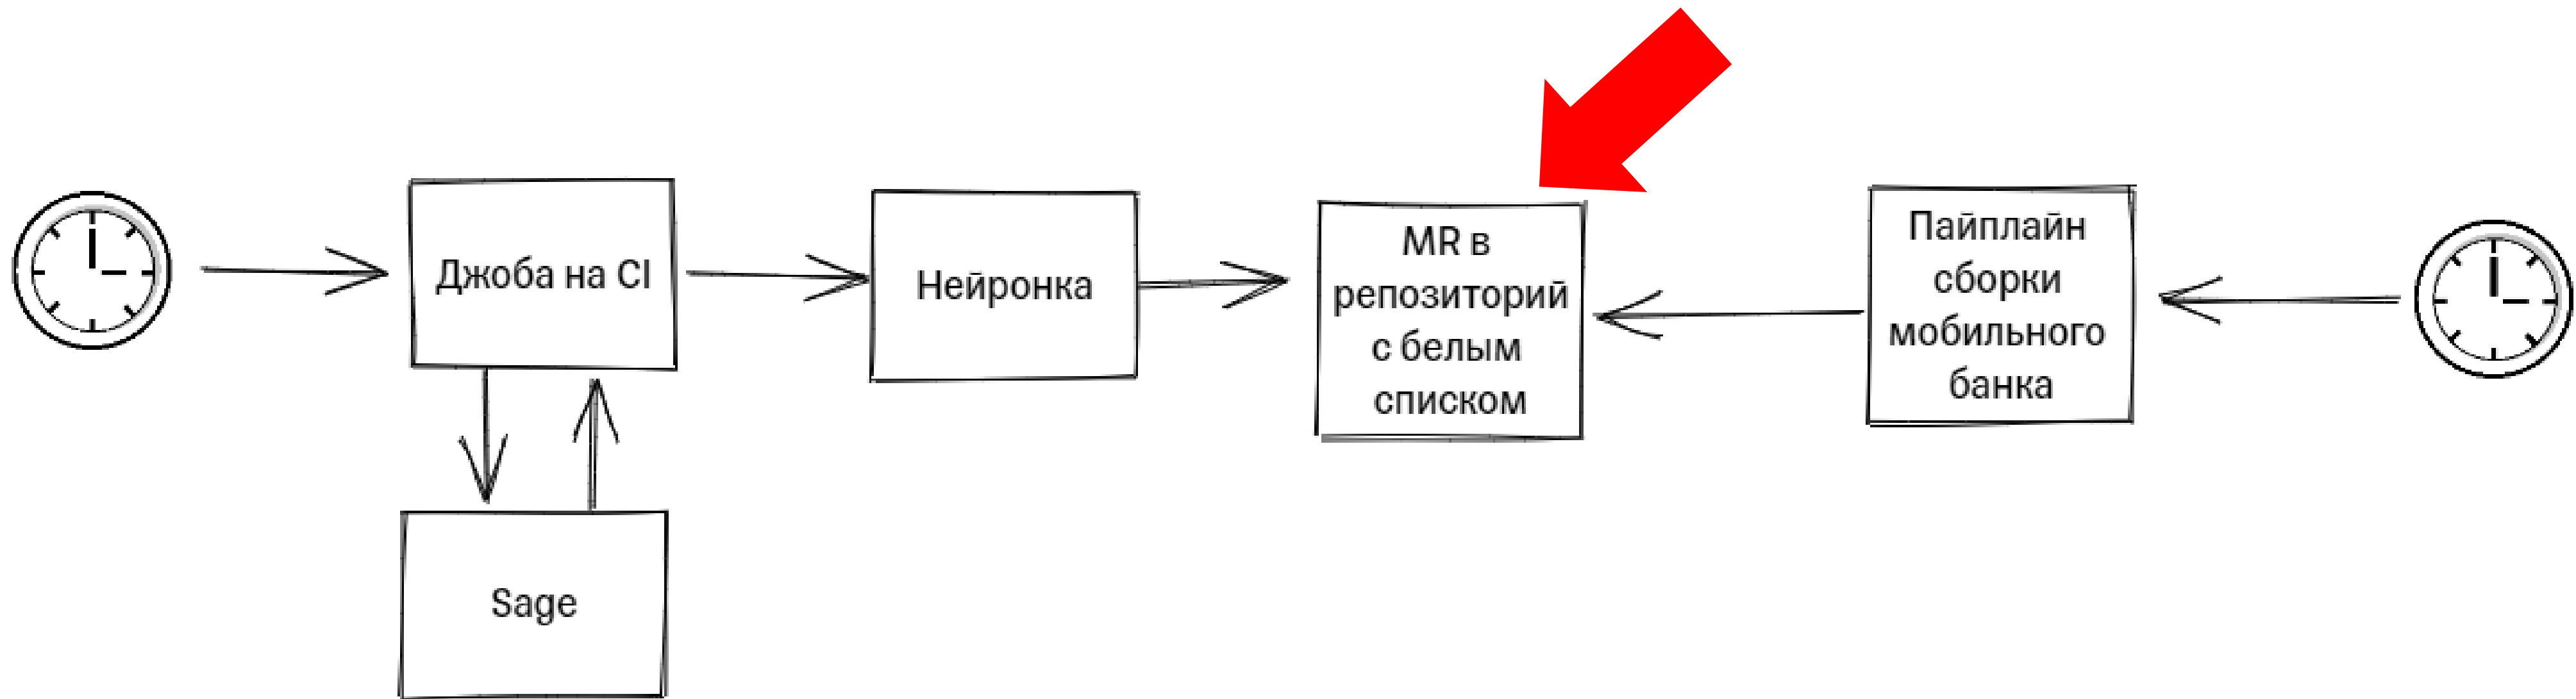 Джоба на CI
Нейронка
MR в
репозиторий
с белым
списком
Пайплайн
сборки
мобильного
банка
Sage